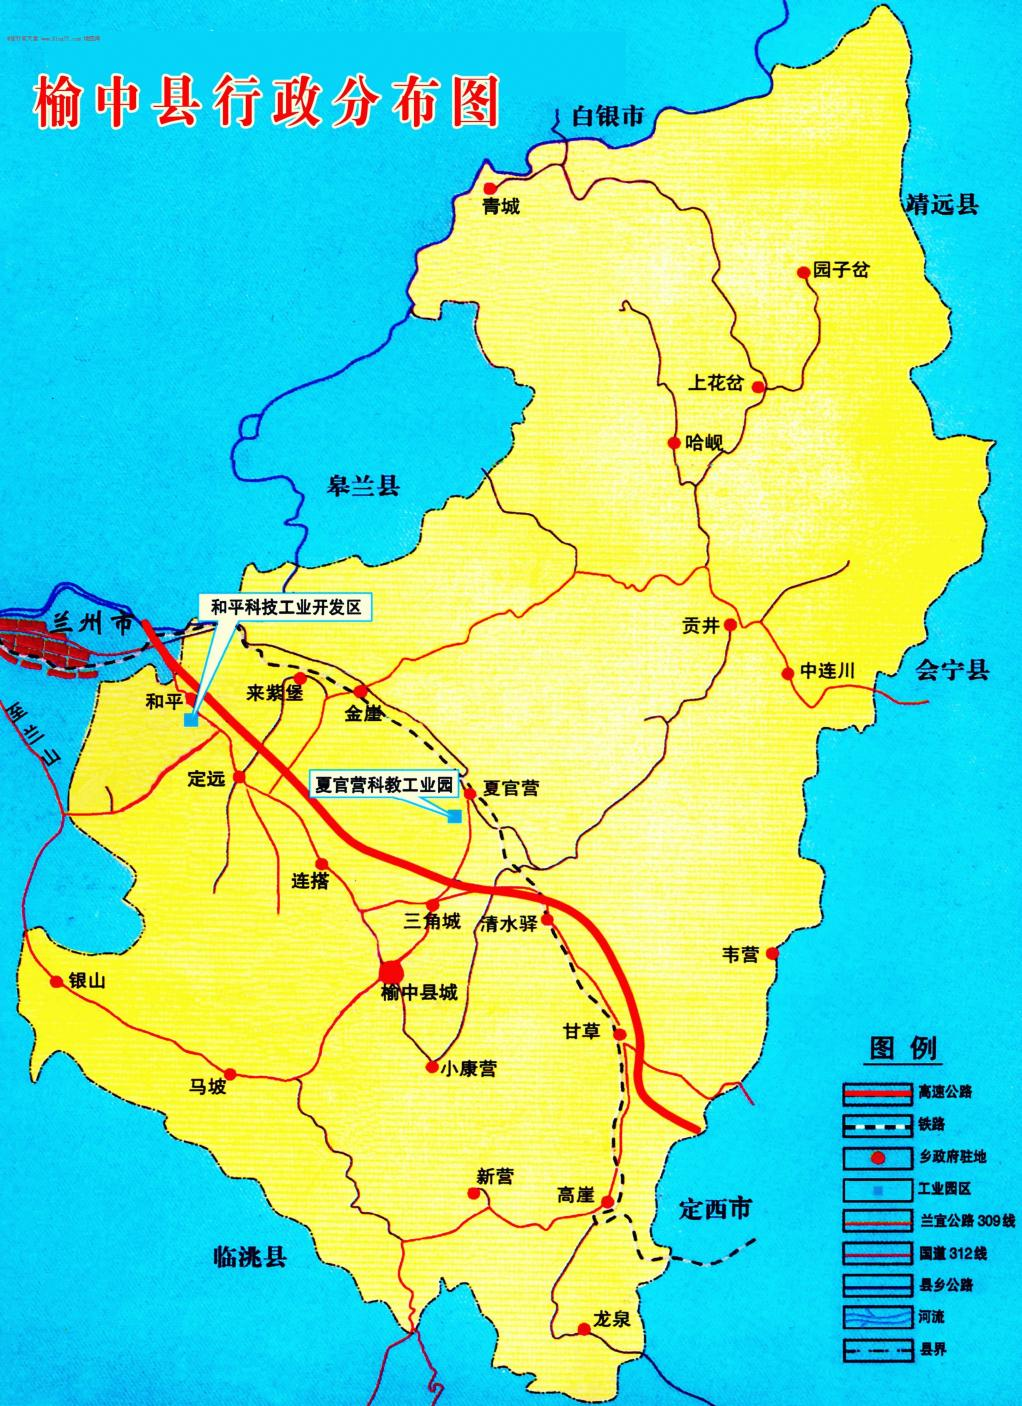 榆中县行政分布图
白银市
青城
靖远县
园子岔
上花岔
哈岘
皋兰县
和平科技工业开发区
兰州市
贡井
会宁县
中连川
来紫堡
和平
金崖
至兰山
定远
夏官营科教工业园
夏官营
连搭
三角城
清水驿
韦营
银山
榆中县城
甘草
小康营
马坡
新营
高崖
定西市
临洮县
龙泉
图 例
高速公路
铁路
乡政府驻地
工业园区
兰宜公路309线
国道312线
县乡公路
河流
县界